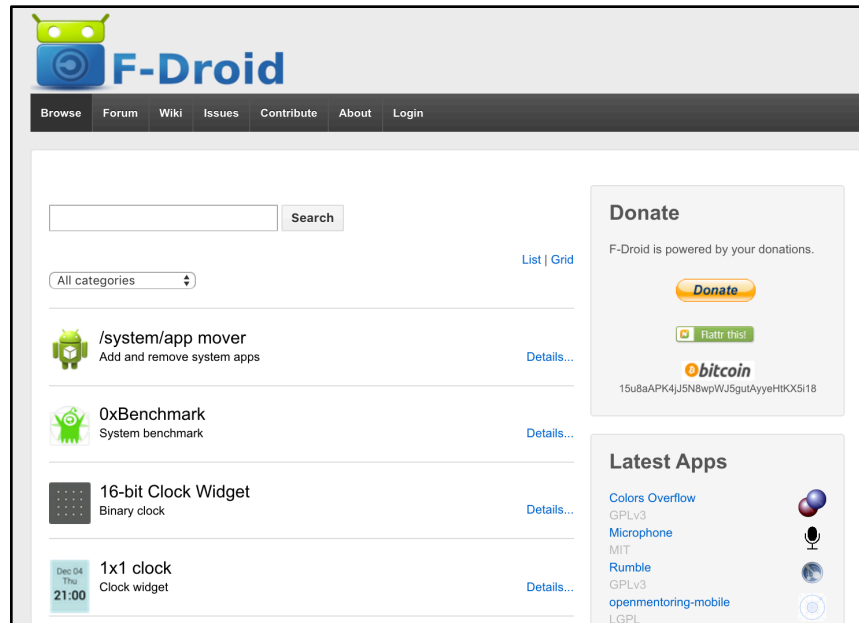 F-Droid
Browse Forum Wiki Issues Contribute About Login
Search
List | Grid
All categories
/system/app mover
Add and remove system apps
Details...
0xBenchmark
System benchmark
Details...
16-bit Clock Widget
Binary clock
Details...
Dec 04
Thu
21:00
1x1 clock
Clock widget
Details...
Donate
F-Droid is powered by your donations.
Donate
Flattr this!
bitcoin
15u8aAPK4jJ5N8wpWJ5gutAyyeHtKX5i18
Latest Apps
Colors Overflow
GPLv3
Microphone
MIT
Rumble
GPLv3
openmentoring-mobile
LGPL